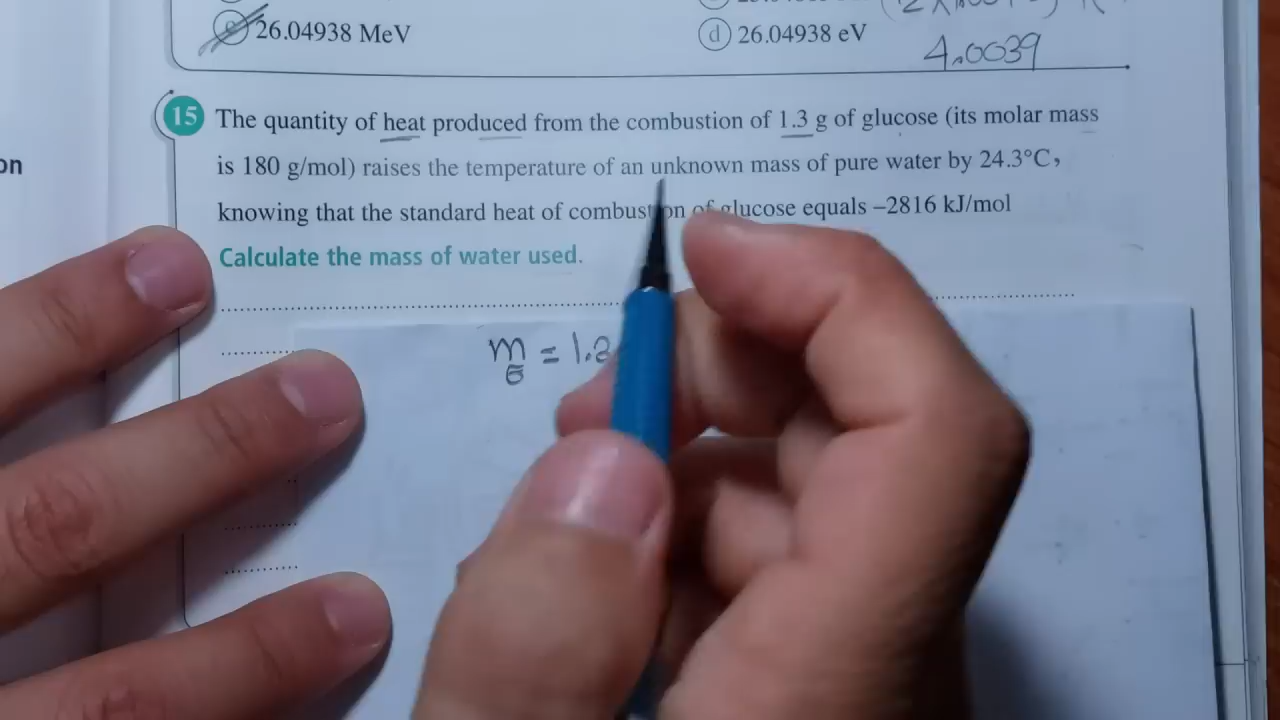 26.04938 MeV
d 26.04938 eV
4.0039
15 The quantity of heat produced from the combustion of 1.3 g of glucose (its molar mass
on
is 180 g/mol) raises the temperature of an unknown mass of pure water by 24.3°C,
knowing that the standard heat of combustion of glucose equals –2816 kJ/mol
Calculate the mass of water used.
m = 1.